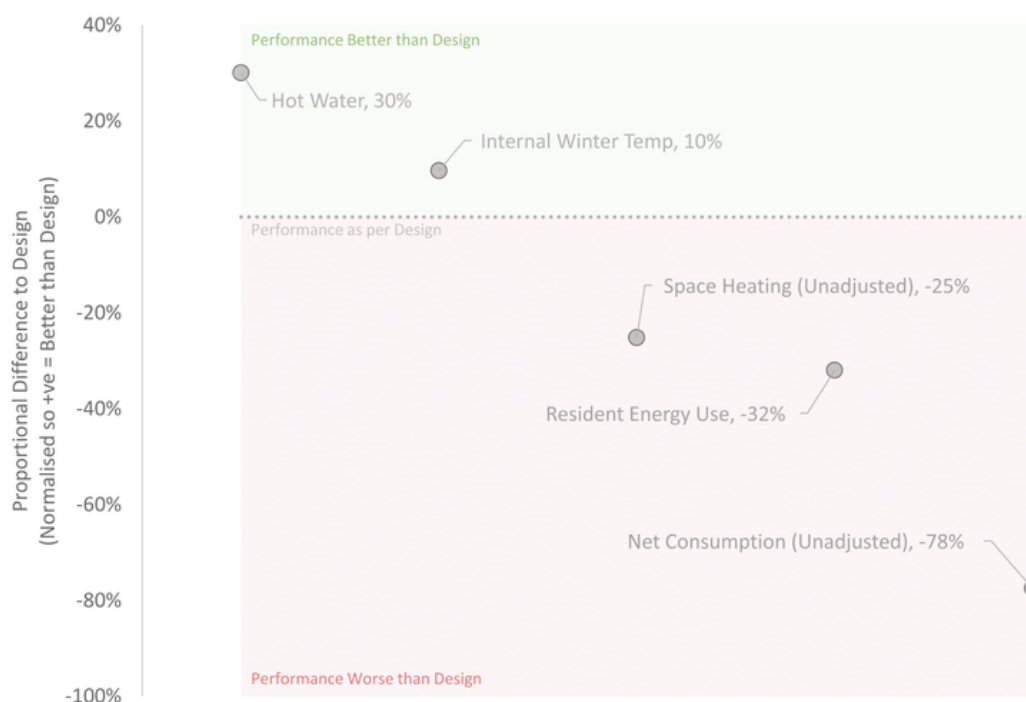 40%
Performance Better than Design
Hot Water, 30%
20%
Internal Winter Temp, 10%
0%
Performance as per Design
Proportional Difference to Design
(Normalised so +ve = Better than Design)
-20%
Space Heating (Unadjusted), -25%
-40%
Resident Energy Use, -32%
-60%
Net Consumption (Unadjusted), -78%
-80%
Performance Worse than Design
-100%